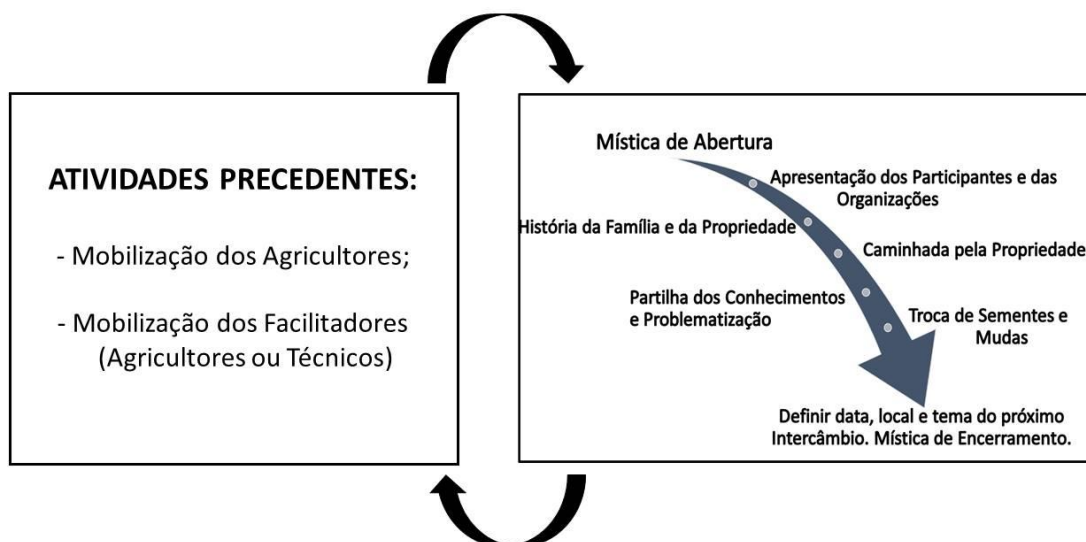 ATIVIDADES PRECEDENTES:
- Mobilização dos Agricultores;
- Mobilização dos Facilitadores
(Agricultores ou Técnicos)
Mística de Abertura
Apresentação dos Participantes e das
Organizações
História da Família e da Propriedade
Caminhada pela Propriedade
Partilha dos Conhecimentos
e Problematização
Troca de Sementes e
Mudas
Definir data, local e tema do próximo
Intercâmbio. Mística de Encerramento.